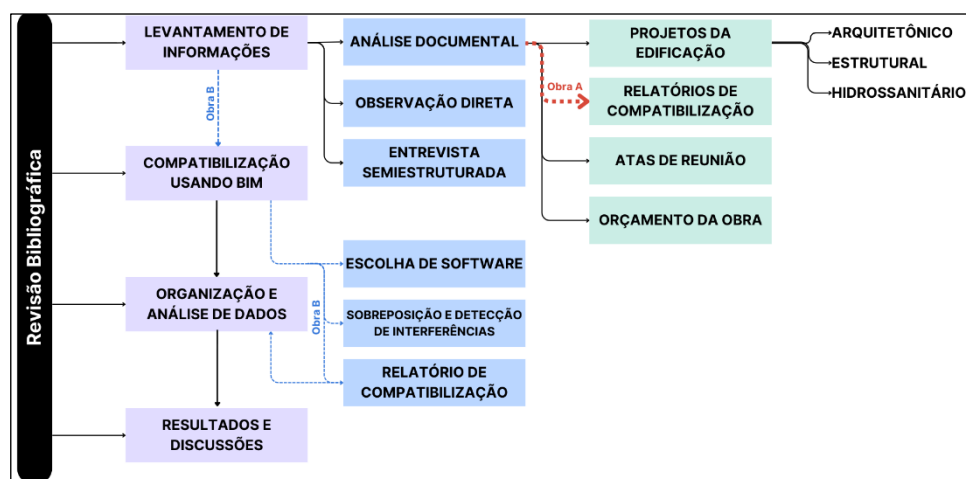 Revisão Bibliográfica
LEVANTAMENTO DE
INFORMAÇÕES
Obra B
COMPATIBILIZAÇÃO
USANDO BIM
ORGANIZAÇÃO E
ANÁLISE DE DADOS
RESULTADOS E
DISCUSSÕES
ANÁLISE DOCUMENTAL
OBSERVAÇÃO DIRETA
ENTREVISTA
SEMIESTRUTURADA
Obra B
ESCOLHA DE SOFTWARE
SOBREPOSIÇÃO E DETECÇÃO
DE INTERFERÊNCIAS
RELATÓRIO DE
COMPATIBILIZAÇÃO
Obra A
PROJETOS DA
EDIFICAÇÃO
RELATÓRIOS DE
COMPATIBILIZAÇÃO
ATAS DE REUNIÃO
ORÇAMENTO DA OBRA
ARQUITETÔNICO
ESTRUTURAL
HIDROSSANITÁRIO